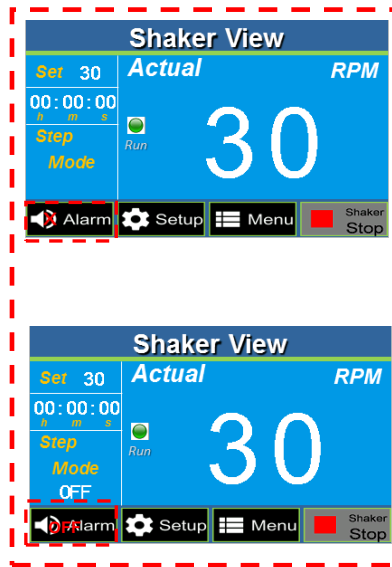 Shaker View
Set 30
Actual
RPM
00:00:00
h m s
Step
Mode
Run
30
Alarm
Setup
Menu
Shaker
Stop
Shaker View
Set 30
Actual
RPM
00:00:00
h m s
Step
Mode
OFF
Run
30
OFF Alarm
Setup
Menu
Shaker
Stop